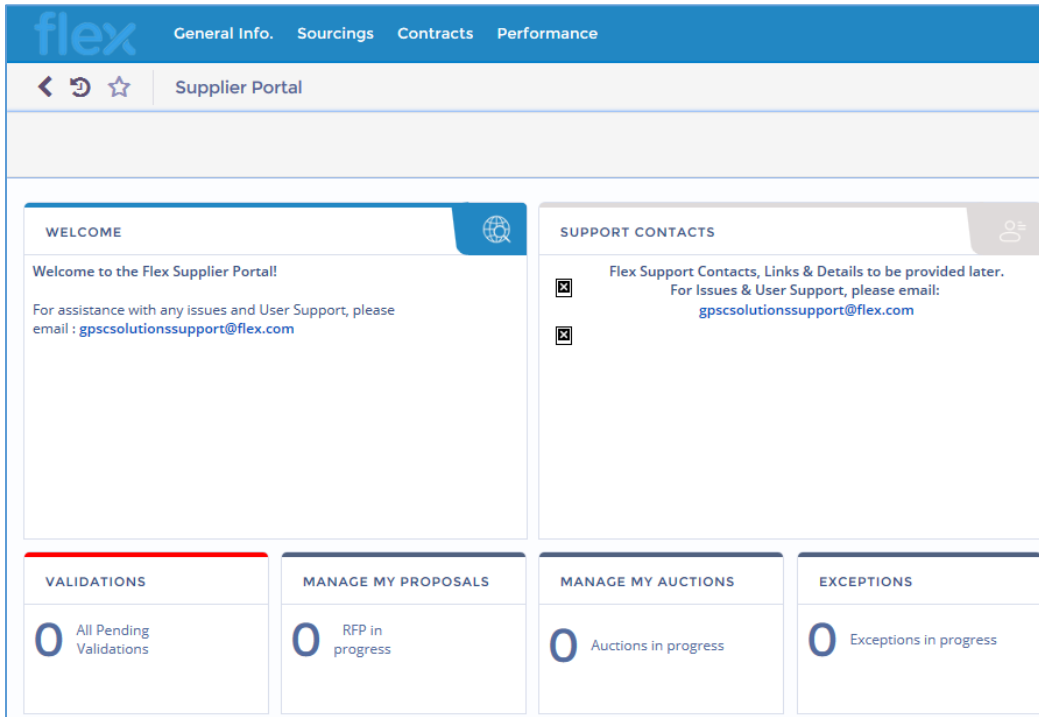 flex
General Info. Sourcings Contracts Performance
Supplier Portal
WELCOME
Welcome to the Flex Supplier Portal!
For assistance with any issues and User Support, please
email : gpscsolutionssupport@flex.com
SUPPORT CONTACTS
Flex Support Contacts, Links & Details to be provided later.
For Issues & User Support, please email:
gpscsolutionssupport@flex.com
VALIDATIONS
0 All Pending
Validations
MANAGE MY PROPOSALS
0 RFP in
progress
MANAGE MY AUCTIONS
0 Auctions in progress
EXCEPTIONS
0 Exceptions in progress